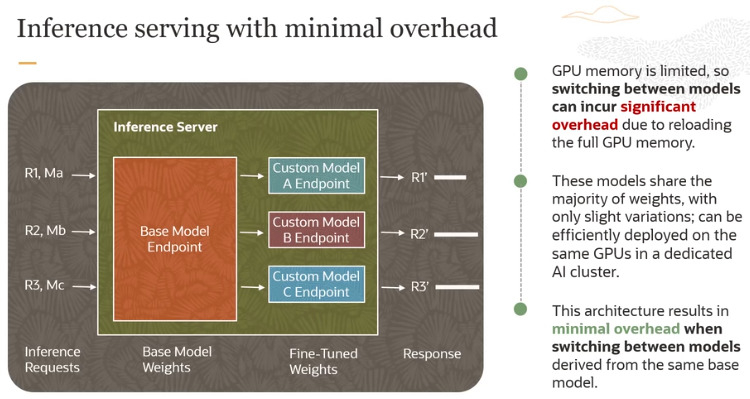 Inference serving with minimal overhead
Inference Server
R1, Ma
R2, Mb
R3, Mc
Base Model
Endpoint
Custom Model
A Endpoint
Custom Model
B Endpoint
Custom Model
C Endpoint
R1'
R2'
R3'
Inference
Requests
Base Model
Weights
Fine-Tuned
Weights
Response
GPU memory is limited, so
switching between models
can incur significant
overhead due to reloading
the full GPU memory.
These models share the
majority of weights, with
only slight variations; can be
efficiently deployed on the
same GPUs in a dedicated
AI cluster.
This architecture results in
minimal overhead when
switching between models
derived from the same base
model.